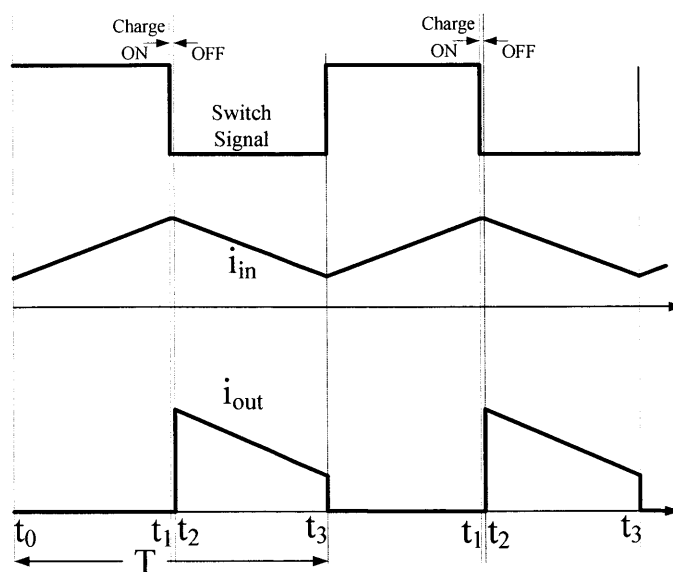 Charge
ON OFF
Charge
ON OFF
Switch
Signal
i_in
i_out
t_0 t_1 t_2 t_3 t_1 t_2 t_3
T